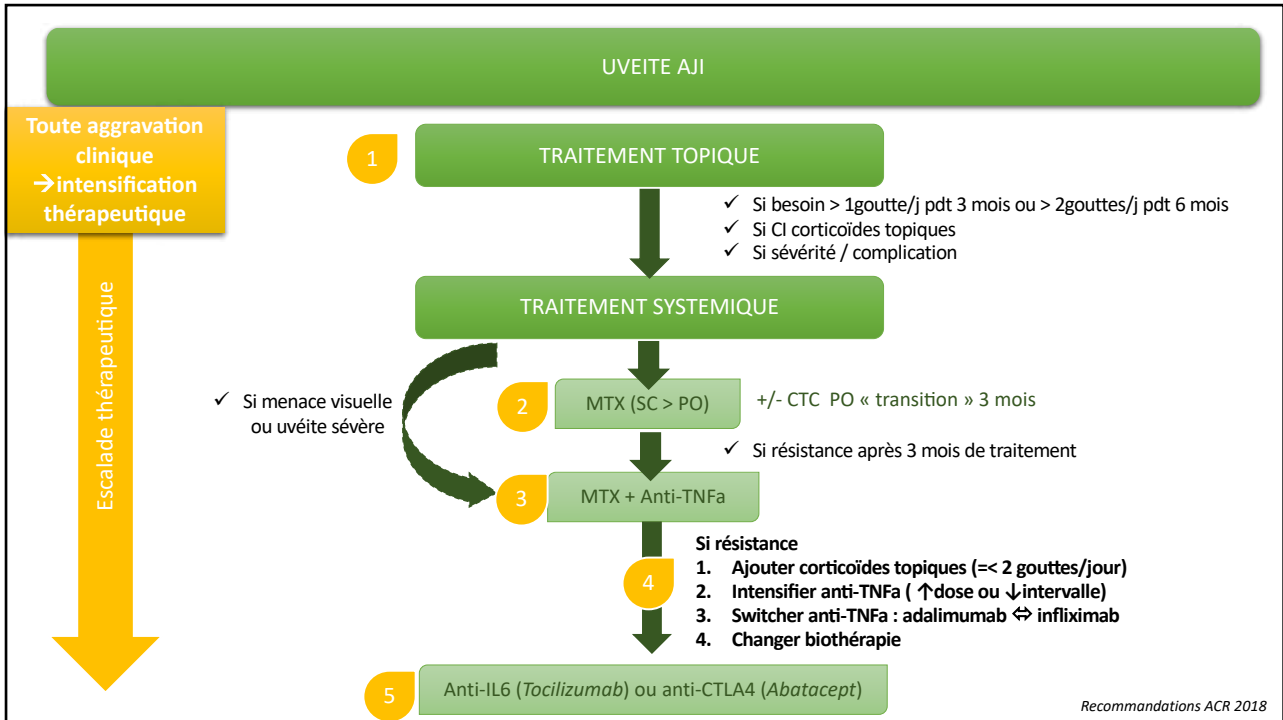 UVEITE AJI
Toute aggravation
clinique
→intensification
thérapeutique
Escalade thérapeutique
1
TRAITEMENT TOPIQUE
✓ Si besoin > 1goutte/j pdt 3 mois ou > 2gouttes/j pdt 6 mois
✓ Si CI corticoïdes topiques
✓ Si sévérité / complication
TRAITEMENT SYSTEMIQUE
✓ Si menace visuelle
ou uvéite sévère
2
MTX (SC > PO)
+/- CTC PO « transition » 3 mois
✓ Si résistance après 3 mois de traitement
3
MTX + Anti-TNFa
4
Si résistance
1. Ajouter corticoïdes topiques (=< 2 gouttes/jour)
2. Intensifier anti-TNFa ( ↑dose ou ↓intervalle)
3. Switcher anti-TNFa : adalimumab ⇔ infliximab
4. Changer biothérapie
5
Anti-IL6 (Tocilizumab) ou anti-CTLA4 (Abatacept)
Recommandations ACR 2018